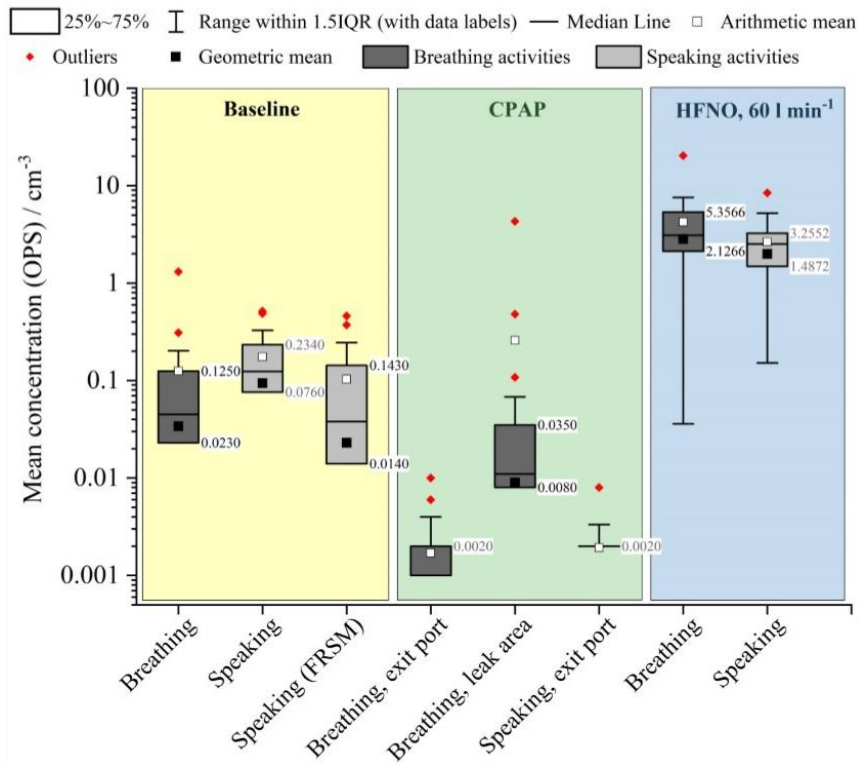 25%~75% Range within 1.5IQR (with data labels) Median Line Arithmetic mean
Outliers Geometric mean Breathing activities Speaking activities
Mean concentration (OPS) / cm⁻³
100
10
1
0.1
0.01
0.001
Baseline
CPAP
HFNO, 60 l min⁻¹
0.1250
0.0230
0.2340
0.0760
0.1430
0.0140
0.0020
0.0350
0.0080
0.0020
5.3566
2.1266
3.2552
1.4872
Breathing
Speaking
Speaking (FRSM)
Breathing, exit port
Breathing, leak area
Speaking, exit port
Breathing
Speaking